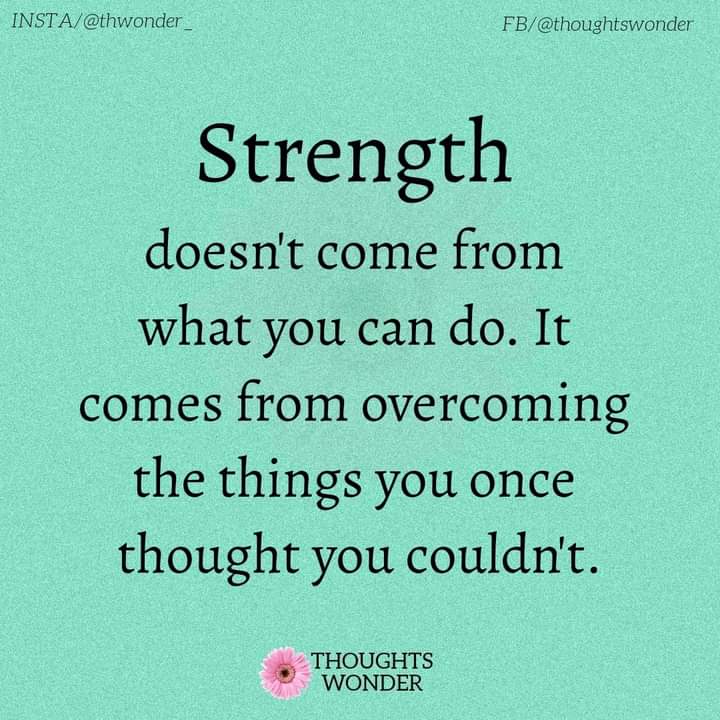 INSTA/@thwonder_
FB/@thoughtswonder
Strength
doesn't come from
what you can do. It
comes from overcoming
the things you once
thought you couldn't.
THOUGHTS
WONDER